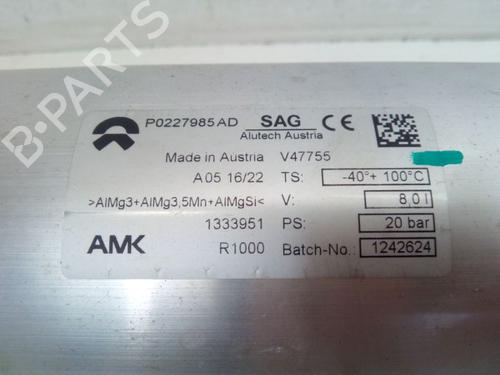 B-PARTS
P0227985AD SAG CE
Alutech Austria
Made in Austria V47755
A05 16/22 TS: -40°+ 100°C
>AlMg3+AlMg3,5Mn+AlMgSi< V: 8,0 l
1333951 PS: 20 bar
AMK R1000 Batch-No.: 1242624